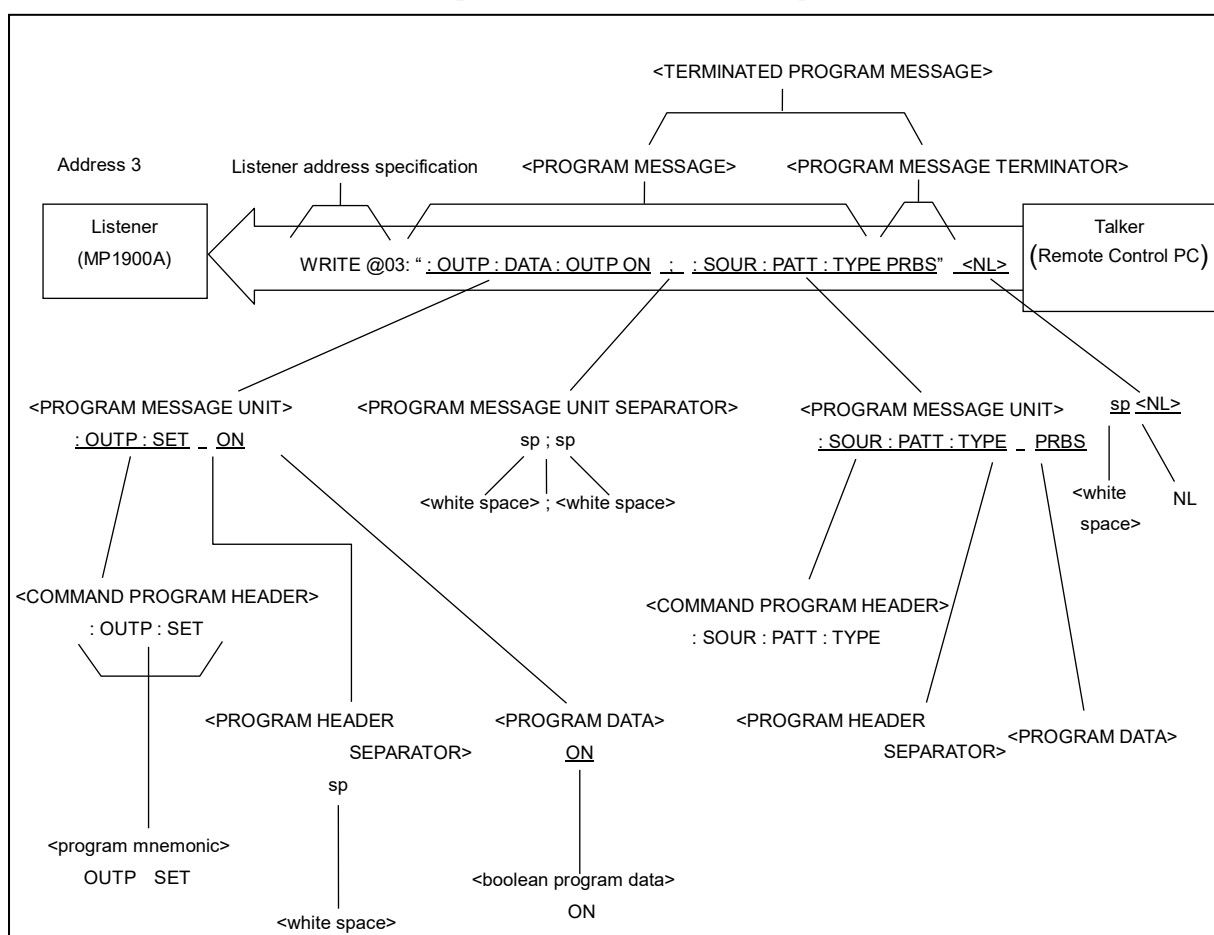 <TERMINATED PROGRAM MESSAGE>
Address 3
Listener address specification
<PROGRAM MESSAGE>
<PROGRAM MESSAGE TERMINATOR>
Listener
(MP1900A)
WRITE @03: “ : OUTP : DATA : OUTP ON _ ; _ : SOUR : PATT : TYPE PRBS” _<NL>
Talker
(Remote Control PC)
<PROGRAM MESSAGE UNIT>
: OUTP : SET _ ON
<PROGRAM MESSAGE UNIT SEPARATOR>
sp ; sp
<white space> ; <white space>
<PROGRAM MESSAGE UNIT>
: SOUR : PATT : TYPE _ PRBS
sp <NL>
<white
space>
NL
<COMMAND PROGRAM HEADER>
: OUTP : SET
<COMMAND PROGRAM HEADER>
: SOUR : PATT : TYPE
<PROGRAM HEADER
SEPARATOR>
sp
<PROGRAM DATA>
ON
<PROGRAM HEADER
SEPARATOR>
<PROGRAM DATA>
<program mnemonic>
OUTP SET
<boolean program data>
ON
<white space>